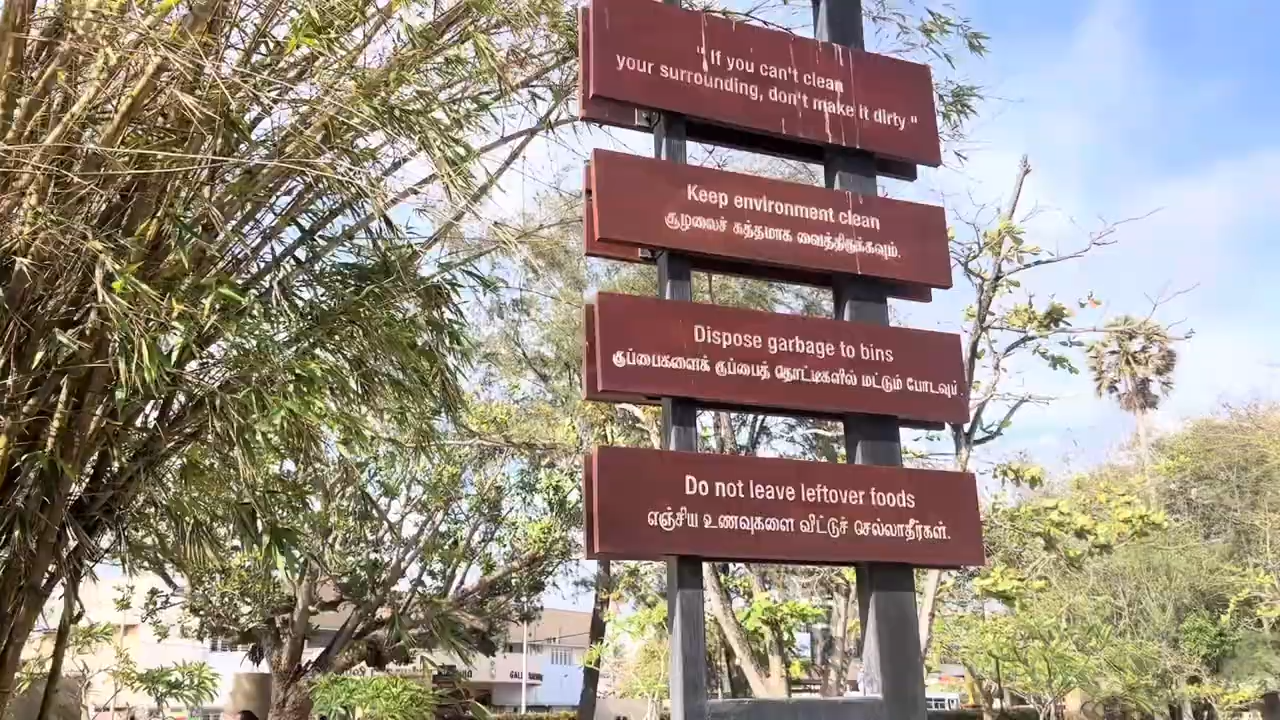 " If you can't clean
your surrounding, don't make it dirty "
Keep environment clean
சூழலைச் சுத்தமாக வைத்திருக்கவும்.
Dispose garbage to bins
குப்பைகளைக் குப்பைத் தொட்டிகளில் மட்டும் போடவும்.
Do not leave leftover foods
எஞ்சிய உணவுகளை விட்டுச் செல்லாதீர்கள்.